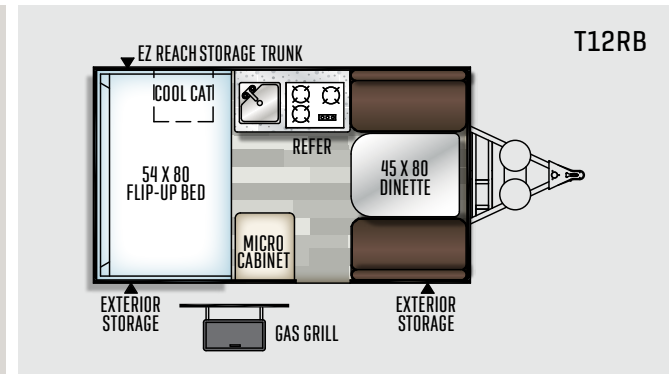 T12RB
EZ REACH STORAGE TRUNK
COOL CAT
REFER
54 X 80
FLIP-UP BED
45 X 80
DINETTE
MICRO
CABINET
EXTERIOR
STORAGE
GAS GRILL
EXTERIOR
STORAGE